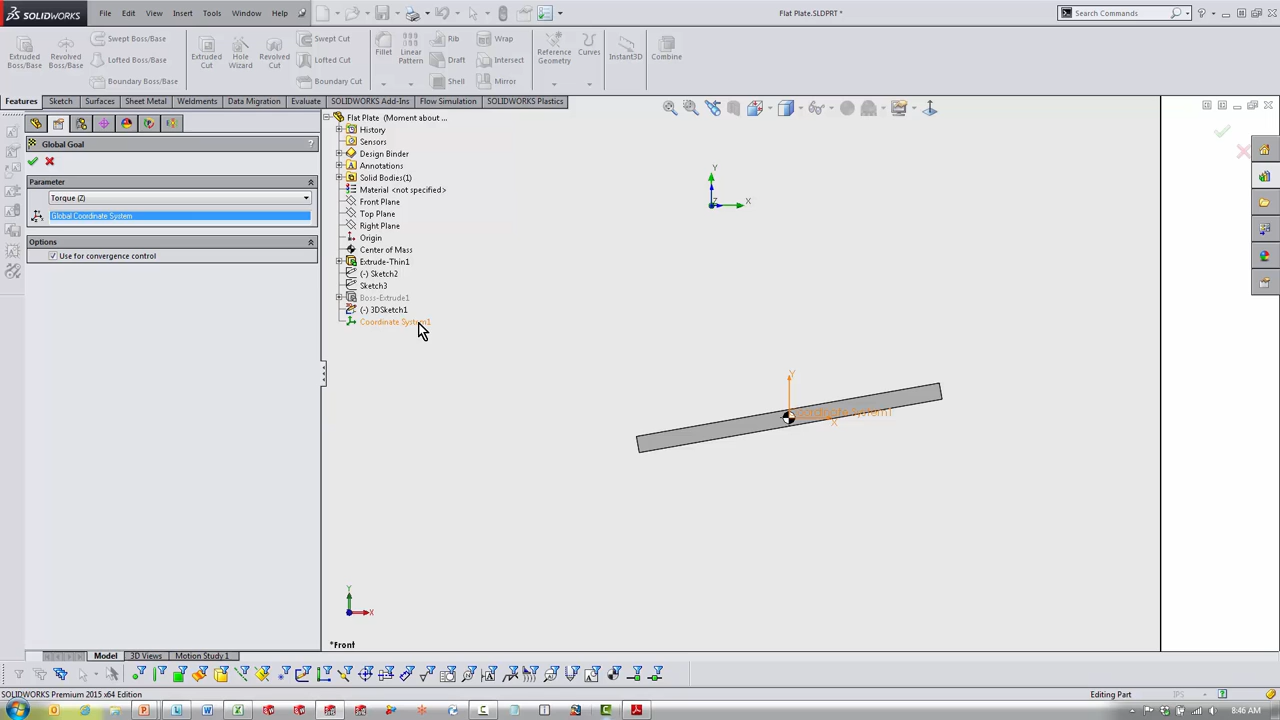 SOLIDWORKS
File Edit View Insert Tools Window Help
Flat Plate.SLDPRT *
Search Commands
Extruded Boss/Base
Revolved Boss/Base
Swept Boss/Base
Lofted Boss/Base
Boundary Boss/Base
Extruded Cut
Hole Wizard
Revolved Cut
Swept Cut
Lofted Cut
Boundary Cut
Fillet
Linear Pattern
Rib
Draft
Shell
Wrap
Intersect
Mirror
Reference Geometry
Curves
Instant3D
Combine
Features Sketch Surfaces Sheet Metal Weldments Data Migration Evaluate SOLIDWORKS Add-Ins Flow Simulation SOLIDWORKS Plastics
Global Goal ?
Parameter
Torque (Z)
Global Coordinate System
Options
Use for convergence control
Flat Plate (Moment about ...
History
Sensors
Design Binder
Annotations
Solid Bodies(1)
Material <not specified>
Front Plane
Top Plane
Right Plane
Origin
Center of Mass
Extrude-Thin1
(-) Sketch2
Sketch3
Boss-Extrude1
(-) 3DSketch1
Coordinate System1
Y
Z
X
Y
Coordinate System1
X
Y
X
*Front
Model 3D Views Motion Study 1
SOLIDWORKS Premium 2015 x64 Edition
Editing Part
IPS
8:46 AM